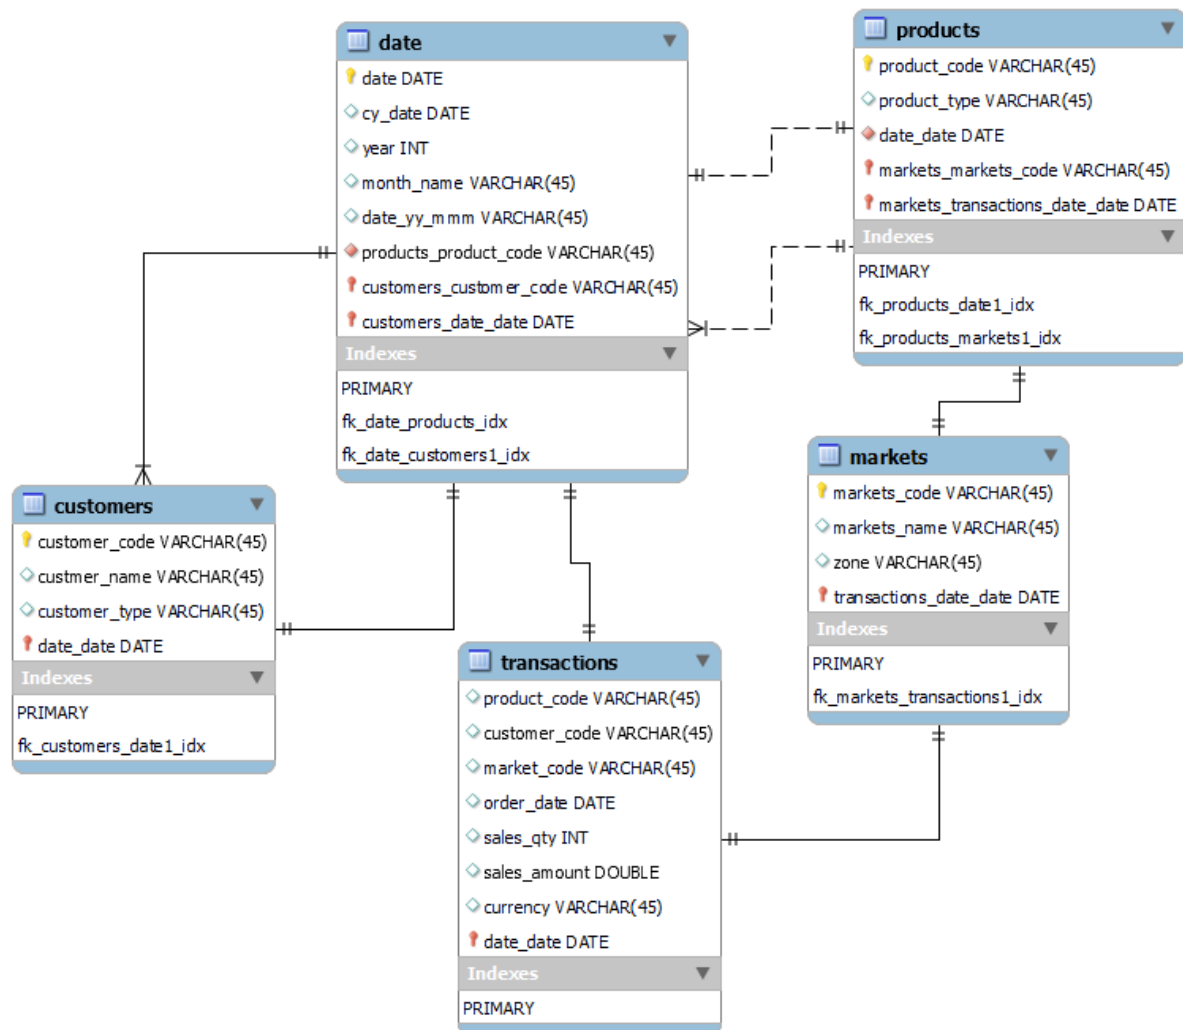 date
date DATE
cy_date DATE
year INT
month_name VARCHAR(45)
date_yy_mmm VARCHAR(45)
products_product_code VARCHAR(45)
customers_customer_code VARCHAR(45)
customers_date_date DATE
Indexes
PRIMARY
fk_date_products_idx
fk_date_customers1_idx
products
product_code VARCHAR(45)
product_type VARCHAR(45)
date_date DATE
markets_markets_code VARCHAR(45)
markets_transactions_date_date DATE
Indexes
PRIMARY
fk_products_date1_idx
fk_products_markets1_idx
customers
customer_code VARCHAR(45)
custmer_name VARCHAR(45)
customer_type VARCHAR(45)
date_date DATE
Indexes
PRIMARY
fk_customers_date1_idx
markets
markets_code VARCHAR(45)
markets_name VARCHAR(45)
zone VARCHAR(45)
transactions_date_date DATE
Indexes
PRIMARY
fk_markets_transactions1_idx
transactions
product_code VARCHAR(45)
customer_code VARCHAR(45)
market_code VARCHAR(45)
order_date DATE
sales_qty INT
sales_amount DOUBLE
currency VARCHAR(45)
date_date DATE
Indexes
PRIMARY